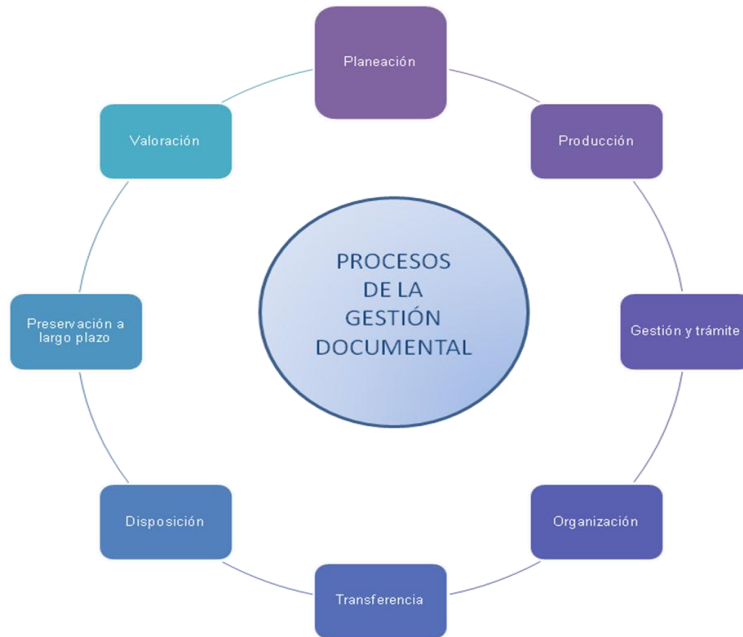 Planeación
Producción
Gestión y trámite
Organización
Transferencia
Disposición
Preservación a
largo plazo
Valoración
PROCESOS
DE LA
GESTIÓN
DOCUMENTAL